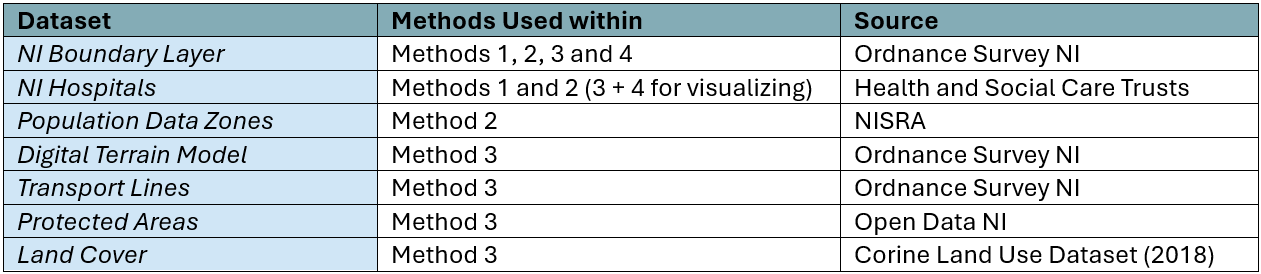 Dataset Methods Used within Source
NI Boundary Layer Methods 1, 2, 3 and 4 Ordnance Survey NI
NI Hospitals Methods 1 and 2 (3 + 4 for visualizing) Health and Social Care Trusts
Population Data Zones Method 2 NISRA
Digital Terrain Model Method 3 Ordnance Survey NI
Transport Lines Method 3 Ordnance Survey NI
Protected Areas Method 3 Open Data NI
Land Cover Method 3 Corine Land Use Dataset (2018)